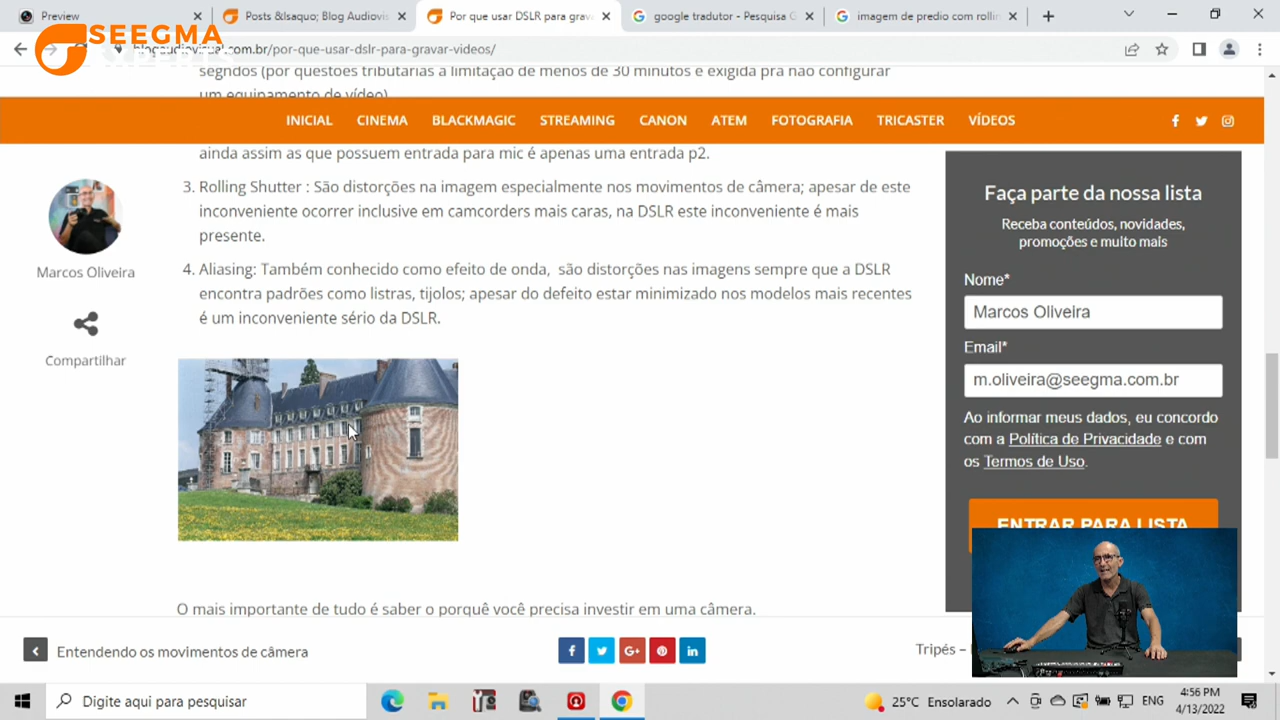 Preview
Posts &lsaquo; Blog Audiovis
Por que usar DSLR para grav
google tradutor - Pesquisa G
imagem de predio com rollin
SEEGMA
blogaudiovisual.com.br/por-que-usar-dslr-para-gravar-videos/
segndos (por questões tributárias a limitação de menos de 30 minutos é exigida pra não configurar
um equipamento de vídeo)
INICIAL CINEMA BLACKMAGIC STREAMING CANON ATEM FOTOGRAFIA TRICASTER VÍDEOS
ainda assim as que possuem entrada para mic é apenas uma entrada p2.
3. Rolling Shutter : São distorções na imagem especialmente nos movimentos de câmera; apesar de este
inconveniente ocorrer inclusive em camcorders mais caras, na DSLR este inconveniente é mais
presente.
4. Aliasing: Também conhecido como efeito de onda, são distorções nas imagens sempre que a DSLR
encontra padrões como listras, tijolos; apesar do defeito estar minimizado nos modelos mais recentes
é um inconveniente sério da DSLR.
Marcos Oliveira
Compartilhar
Faça parte da nossa lista
Receba conteúdos, novidades,
promoções e muito mais
Nome*
Marcos Oliveira
Email*
m.oliveira@seegma.com.br
Ao informar meus dados, eu concordo
com a Política de Privacidade e com
os Termos de Uso.
ENTRAR PARA LISTA
O mais importante de tudo é saber o porquê você precisa investir em uma câmera.
Entendendo os movimentos de câmera
Tripés –
Digite aqui para pesquisar
25°C Ensolarado
ENG
4:56 PM
4/13/2022